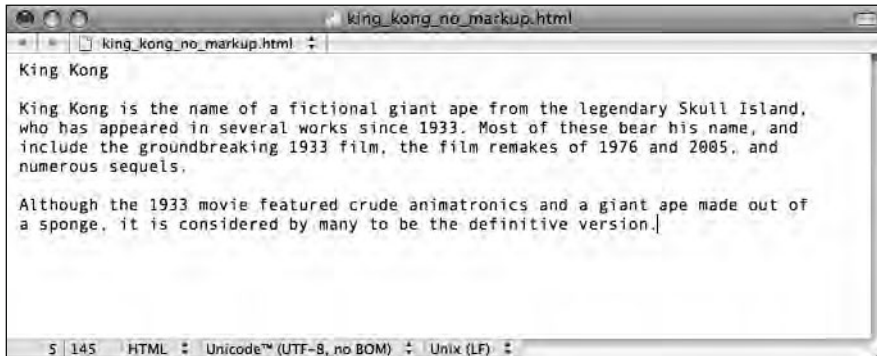 king_kong_no_markup.html
king_kong_no_markup.html
King Kong
King Kong is the name of a fictional giant ape from the legendary Skull Island,
who has appeared in several works since 1933. Most of these bear his name, and
include the groundbreaking 1933 film, the film remakes of 1976 and 2005, and
numerous sequels.
Although the 1933 movie featured crude animatronics and a giant ape made out of
a sponge, it is considered by many to be the definitive version.
5 145 HTML Unicode™ (UTF-8, no BOM) Unix (LF)